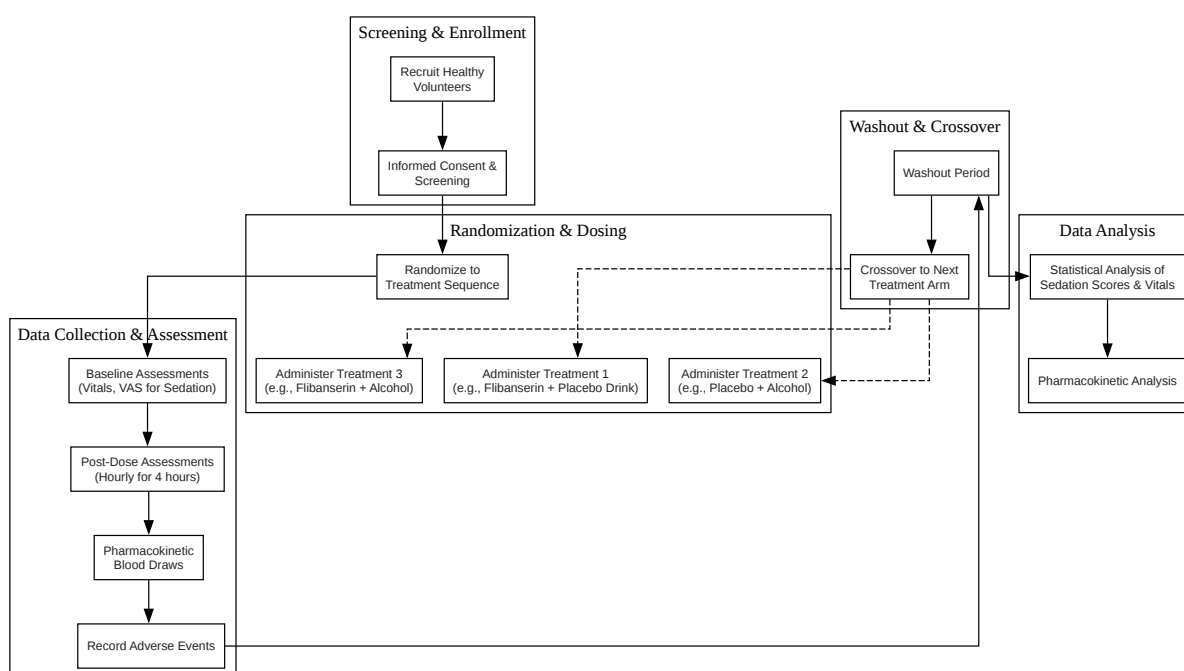 Screening & Enrollment
Recruit Healthy
Volunteers
Informed Consent &
Screening
Randomization & Dosing
Randomize to
Treatment Sequence
Administer Treatment 3
(e.g., Flibanserin + Alcohol)
Administer Treatment 1
(e.g., Flibanserin + Placebo Drink)
Administer Treatment 2
(e.g., Placebo + Alcohol)
Data Collection & Assessment
Baseline Assessments
(Vitals, VAS for Sedation)
Post-Dose Assessments
(Hourly for 4 hours)
Pharmacokinetic
Blood Draws
Record Adverse Events
Washout & Crossover
Washout Period
Crossover to Next
Treatment Arm
Data Analysis
Statistical Analysis of
Sedation Scores & Vitals
Pharmacokinetic Analysis